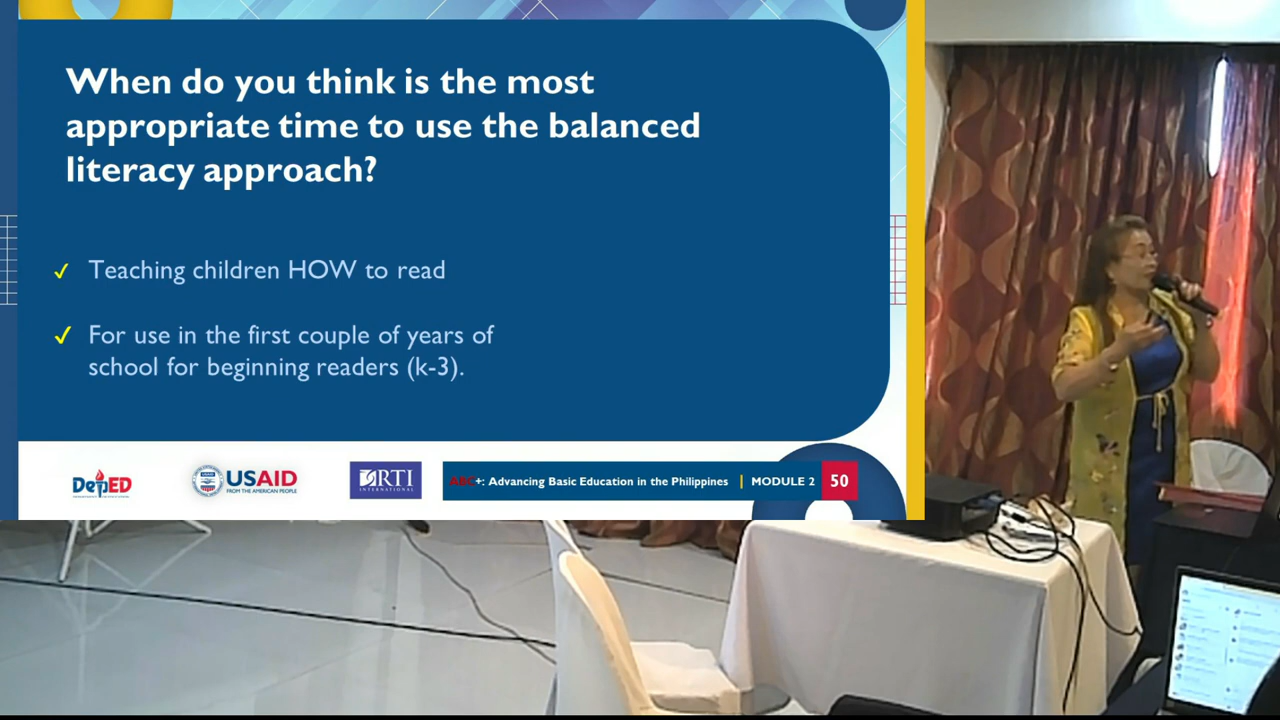 When do you think is the most
appropriate time to use the balanced
literacy approach?
✓ Teaching children HOW to read
✓ For use in the first couple of years of
school for beginning readers (k-3).
DepED
USAID
FROM THE AMERICAN PEOPLE
RTI
INTERNATIONAL
ABC+: Advancing Basic Education in the Philippines | MODULE 2 50